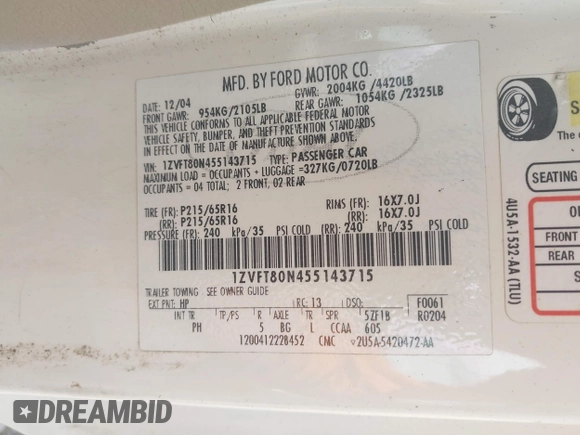 MFD. BY FORD MOTOR CO.
DATE: 12/04 GVWR: 2004KG /4420LB
FRONT GAWR: 954KG/2105LB REAR GAWR: 1054KG /2325LB
THIS VEHICLE CONFORMS TO ALL APPLICABLE FEDERAL MOTOR
VEHICLE SAFETY, BUMPER, AND THEFT PREVENTION STANDARDS
IN EFFECT ON THE DATE OF MANUFACTURE SHOWN ABOVE.
VIN: 1ZVFT80N455143715 TYPE: PASSENGER CAR
MAXIMUM LOAD = OCCUPANTS + LUGGAGE =327KG/0720LB
OCCUPANTS = 04 TOTAL; 2 FRONT, 02 REAR
TIRE (FR): P215/65R16 RIMS (FR): 16X7.0J
(RR): P215/65R16 (RR): 16X7.0J
PRESSURE (FR): 240 kPa/35 PSI COLD (RR): 240 kPa/35 PSI COLD
1ZVFT80N455143715
TRAILER TOWING - SEE OWNER GUIDE
EXT PNT: HP RC: 13 DSO: F0061
INT TR TP/PS R AXLE TR SPR R0204
PH 5 BG L CCAA 5ZF1B 605
1200412228452 CMC 2U5A-5420472-AA
4U5A-1532-AA (TLU)
S
The c
SEATING
FRONT
REAR
S
DREAMBID